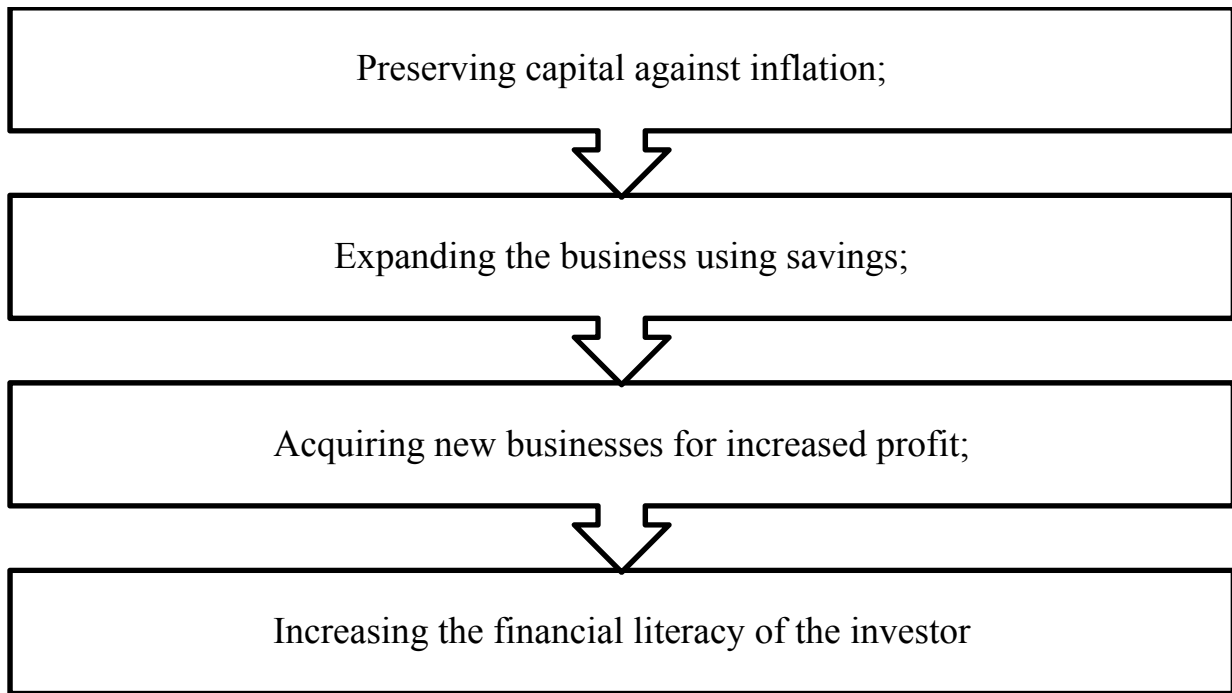 Preserving capital against inflation;
Expanding the business using savings;
Acquiring new businesses for increased profit;
Increasing the financial literacy of the investor